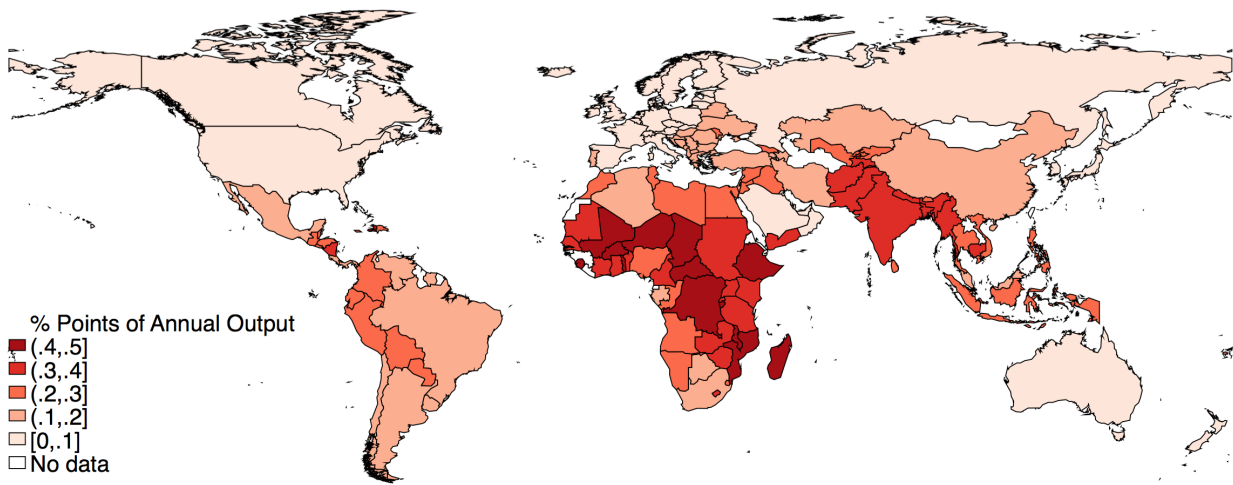 % Points of Annual Output
(.4,.5]
(.3,.4]
(.2,.3]
(.1,.2]
[0,.1]
No data